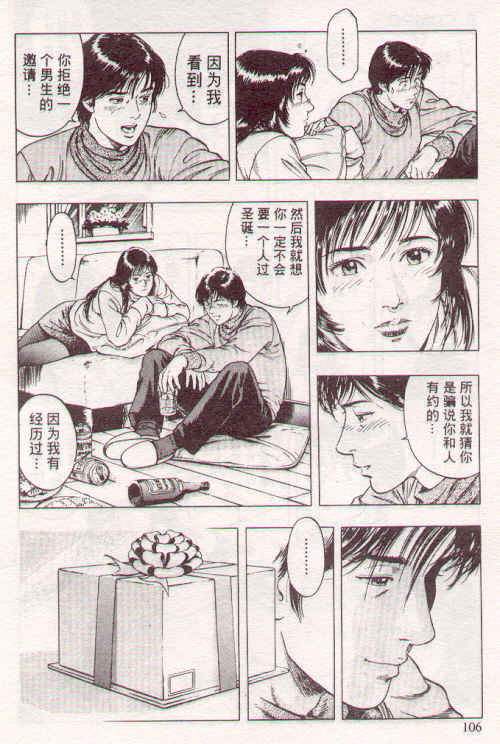 ………
因为我
看到…
你拒绝一
个男生的
邀请…
所以我就猜你
是骗说你和人
有约的…
然后我就想
你一定不会
要一个人过
圣诞…
………
因为我有
经历过…
………
106